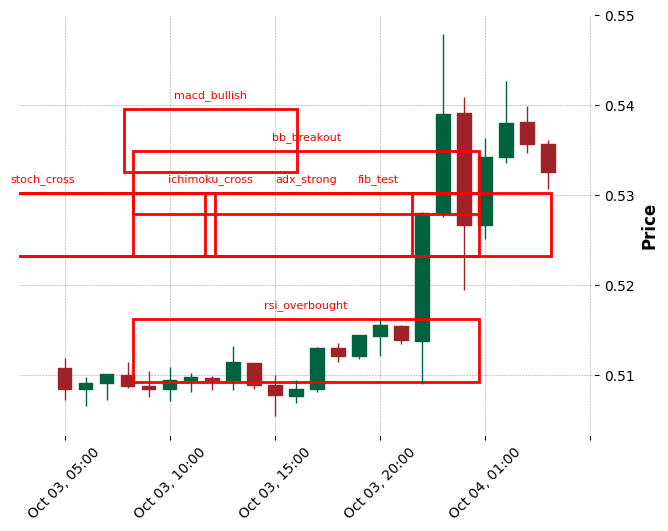 0.55
macd_bullish
0.54
bb_breakout
stoch_cross
ichimoku_cross
adx_strong
fib_test
0.53
Price
0.52
rsi_overbought
0.51
Oct 03, 05:00
Oct 03, 10:00
Oct 03, 15:00
Oct 03, 20:00
Oct 04, 01:00